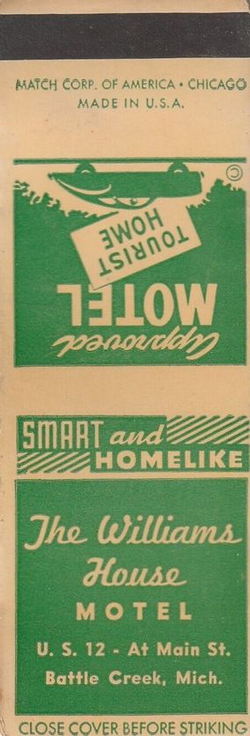 MATCH CORP. OF AMERICA • CHICAGO
MADE IN U.S.A.
©
Approved
MOTEL
TOURIST
HOME
SMART and
HOMELIKE
The Williams
House
MOTEL
U. S. 12 - At Main St.
Battle Creek, Mich.
CLOSE COVER BEFORE STRIKING